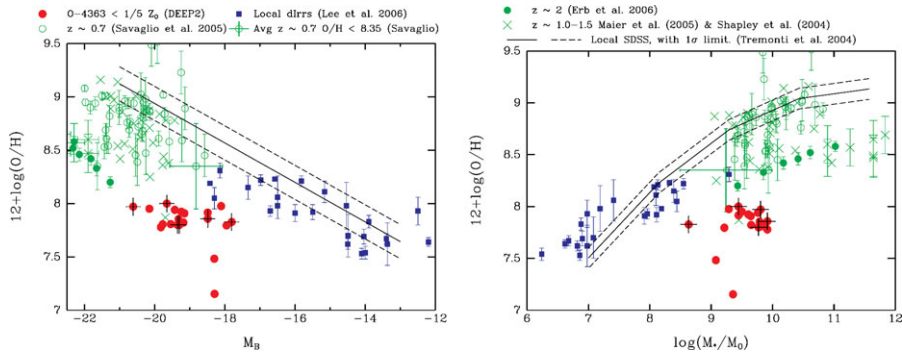 O-4363 < 1/5 Z₀ (DEEP2)
Local dIrrs (Lee et al. 2006)
z ~ 0.7 (Savaglio et al. 2005)
Avg z ~ 0.7 O/H < 8.35 (Savaglio)
9.5
9
8.5
8
7.5
7
12+log(O/H)
-22 -20 -18 -16 -14 -12
M_B
z ~ 2 (Erb et al. 2006)
z ~ 1.0-1.5 Maier et al. (2005) & Shapley et al. (2004)
Local SDSS, with 1σ limit. (Tremonti et al. 2004)
9.5
9
8.5
8
7.5
7
12+log(O/H)
6 7 8 9 10 11 12
log(M*/M₀)